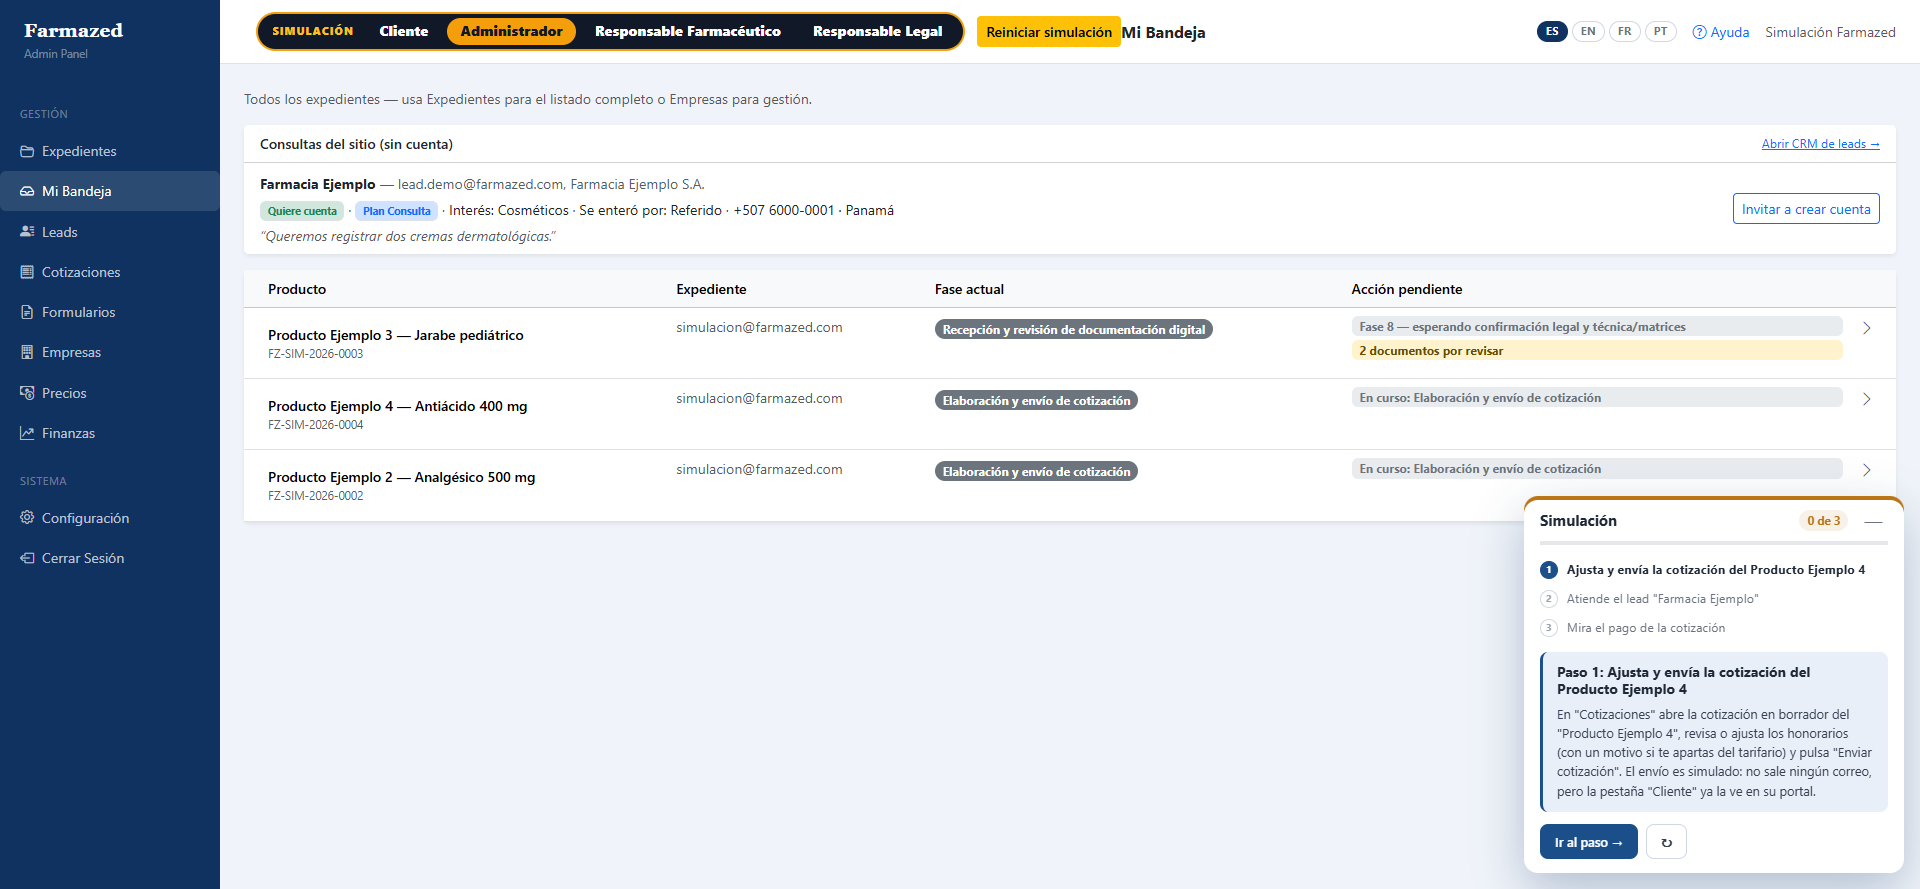 Farmazed
Admin Panel
GESTIÓN
Expedientes
Mi Bandeja
Leads
Cotizaciones
Formularios
Empresas
Precios
Finanzas
SISTEMA
Configuración
Cerrar Sesión
SIMULACIÓN Cliente Administrador Responsable Farmacéutico Responsable Legal Reiniciar simulación Mi Bandeja
ES EN FR PT ? Ayuda Simulación Farmazed
Todos los expedientes — usa Expedientes para el listado completo o Empresas para gestión.
Consultas del sitio (sin cuenta) Abrir CRM de leads →
Farmacia Ejemplo — lead.demo@farmazed.com, Farmacia Ejemplo S.A.
Quiere cuenta · Plan Consulta · Interés: Cosméticos · Se enteró por: Referido · +507 6000-0001 · Panamá
“Queremos registrar dos cremas dermatológicas.”
Invitar a crear cuenta
Producto Expediente Fase actual Acción pendiente
Producto Ejemplo 3 — Jarabe pediátrico simulacion@farmazed.com Recepción y revisión de documentación digital Fase 8 — esperando confirmación legal y técnica/matrices
FZ-SIM-2026-0003 2 documentos por revisar
Producto Ejemplo 4 — Antiácido 400 mg simulacion@farmazed.com Elaboración y envío de cotización En curso: Elaboración y envío de cotización
FZ-SIM-2026-0004
Producto Ejemplo 2 — Analgésico 500 mg simulacion@farmazed.com Elaboración y envío de cotización En curso: Elaboración y envío de cotización
FZ-SIM-2026-0002
Simulación 0 de 3 —
1 Ajusta y envía la cotización del Producto Ejemplo 4
2 Atiende el lead "Farmacia Ejemplo"
3 Mira el pago de la cotización
Paso 1: Ajusta y envía la cotización del
Producto Ejemplo 4
En "Cotizaciones" abre la cotización en borrador del
"Producto Ejemplo 4", revisa o ajusta los honorarios
(con un motivo si te apartas del tarifario) y pulsa "Enviar
cotización". El envío es simulado: no sale ningún correo,
pero la pestaña "Cliente" ya la ve en su portal.
Ir al paso → ↻